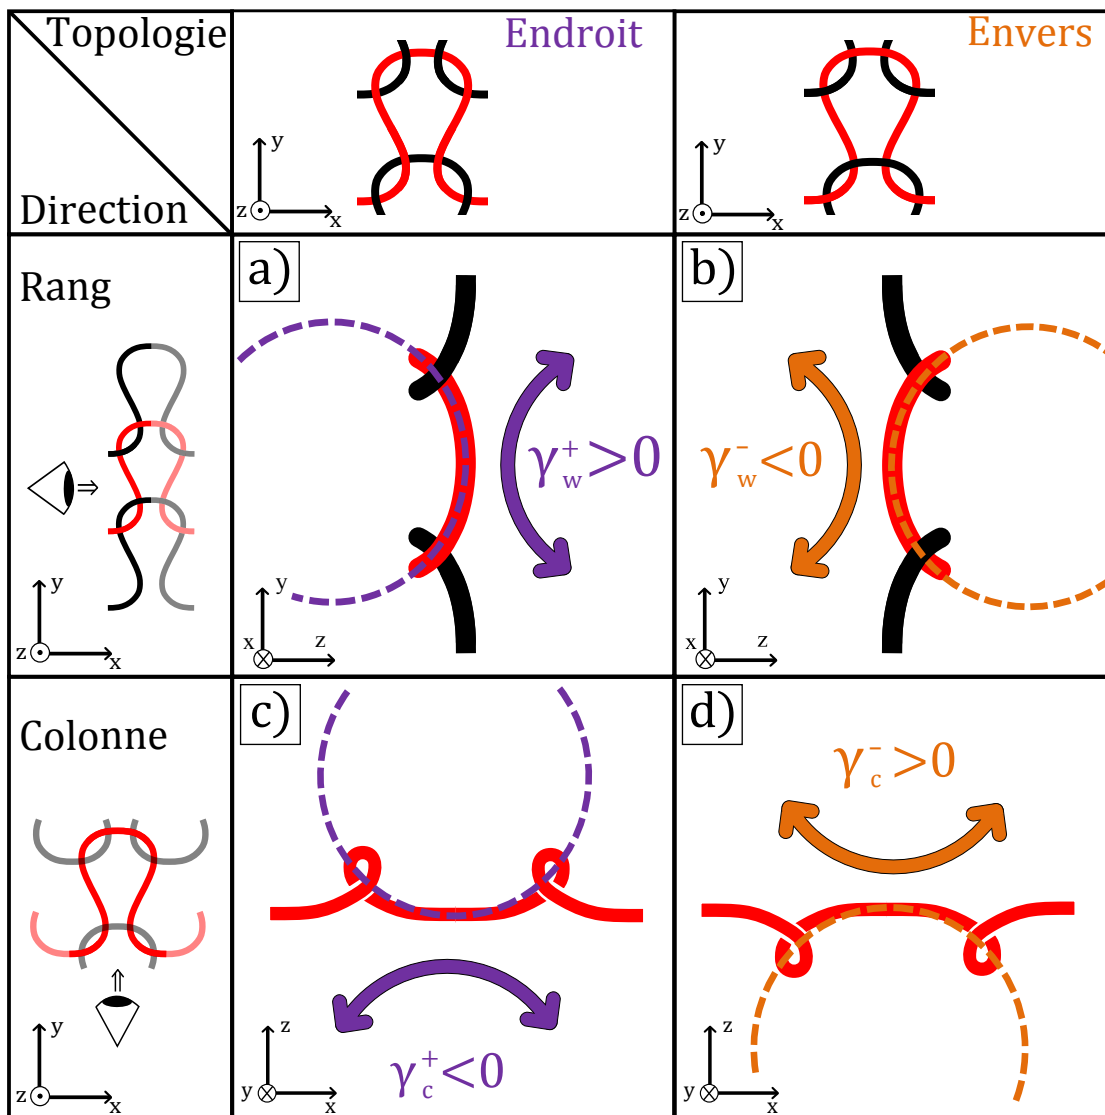 Topologie
Direction
Endroit
y
z
x
Envers
y
z
x
Rang
⇒
y
z
x
a)
γ⁺w>0
y
x
z
b)
γ⁻w<0
y
x
z
Colonne
⇑
y
z
x
c)
γ⁺c<0
z
y
x
d)
γ⁻c>0
z
y
x